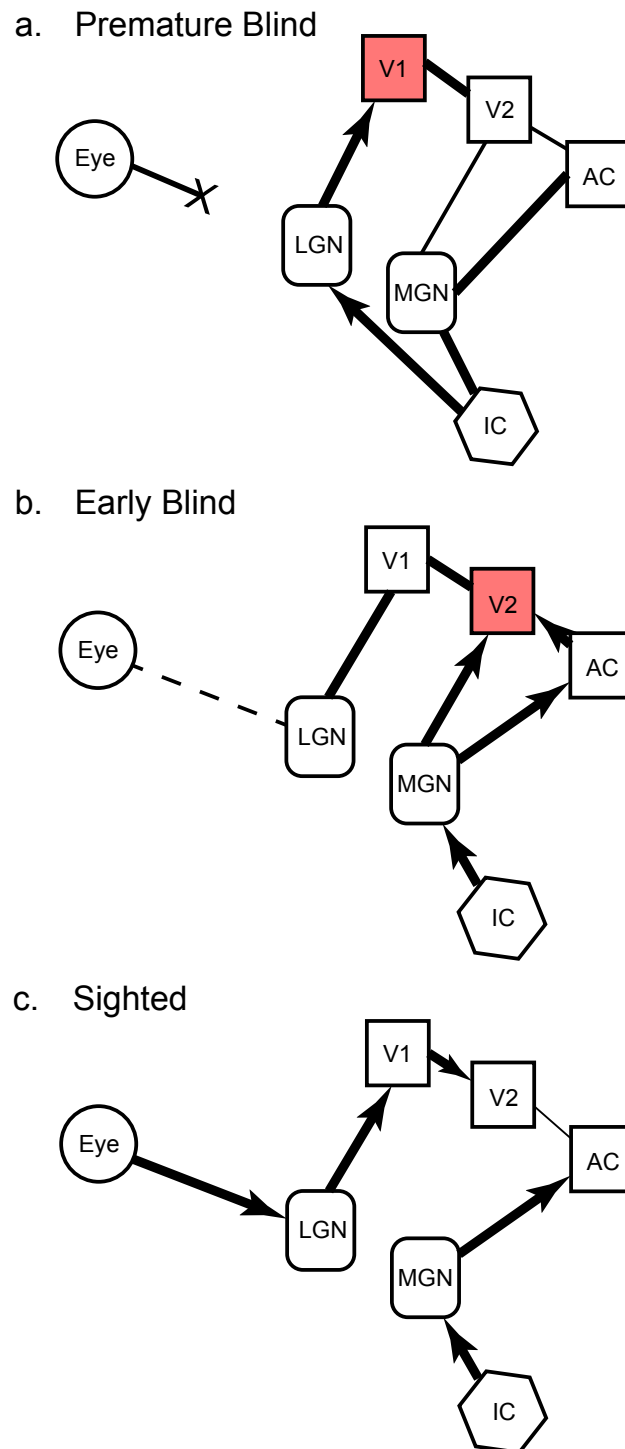 a. Premature Blind
V1
V2
Eye
AC
LGN
MGN
IC
b. Early Blind
V1
V2
Eye
AC
LGN
MGN
IC
c. Sighted
V1
V2
Eye
AC
LGN
MGN
IC